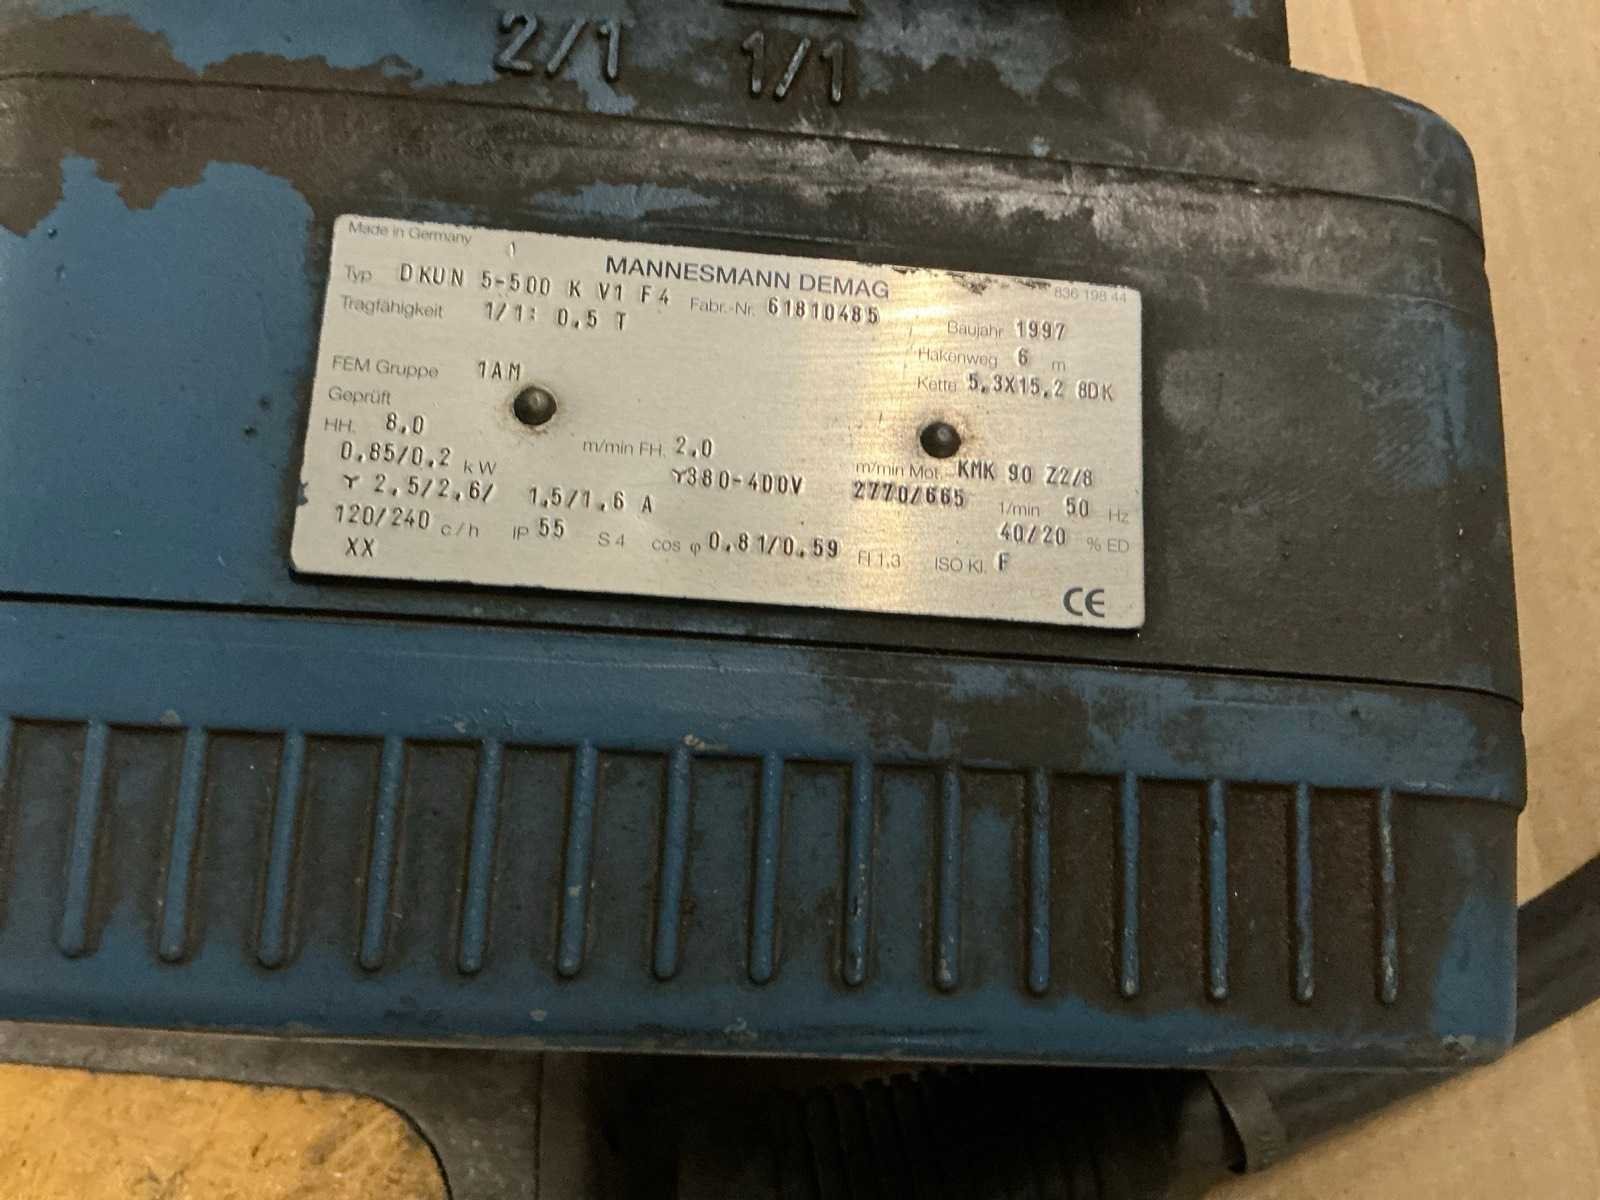 2/1 1/1
Made in Germany
MANNESMANN DEMAG
836 198 44
Typ DKUN 5-500 K V1 F4 Fabr.-Nr. 61810485 Baujahr 1997
Tragfähigkeit 1/1: 0.5 T Hakenweg 6 m
Kette 5.3X15.2 8DK
FEM Gruppe 1AM
Geprüft
HH. 8,0 m/min FH. 2,0 m/min Mot. KMK 90 Z2/8
0,85/0,2 kW Y380-400V 2770/665 1/min 50 Hz
Y 2,5/2,6/ 1,5/1,6 A 40/20 % ED
120/240 c/h IP 55 S4 cos φ 0,81/0,59 FI 1,3 ISO Kl. F
XX
CE